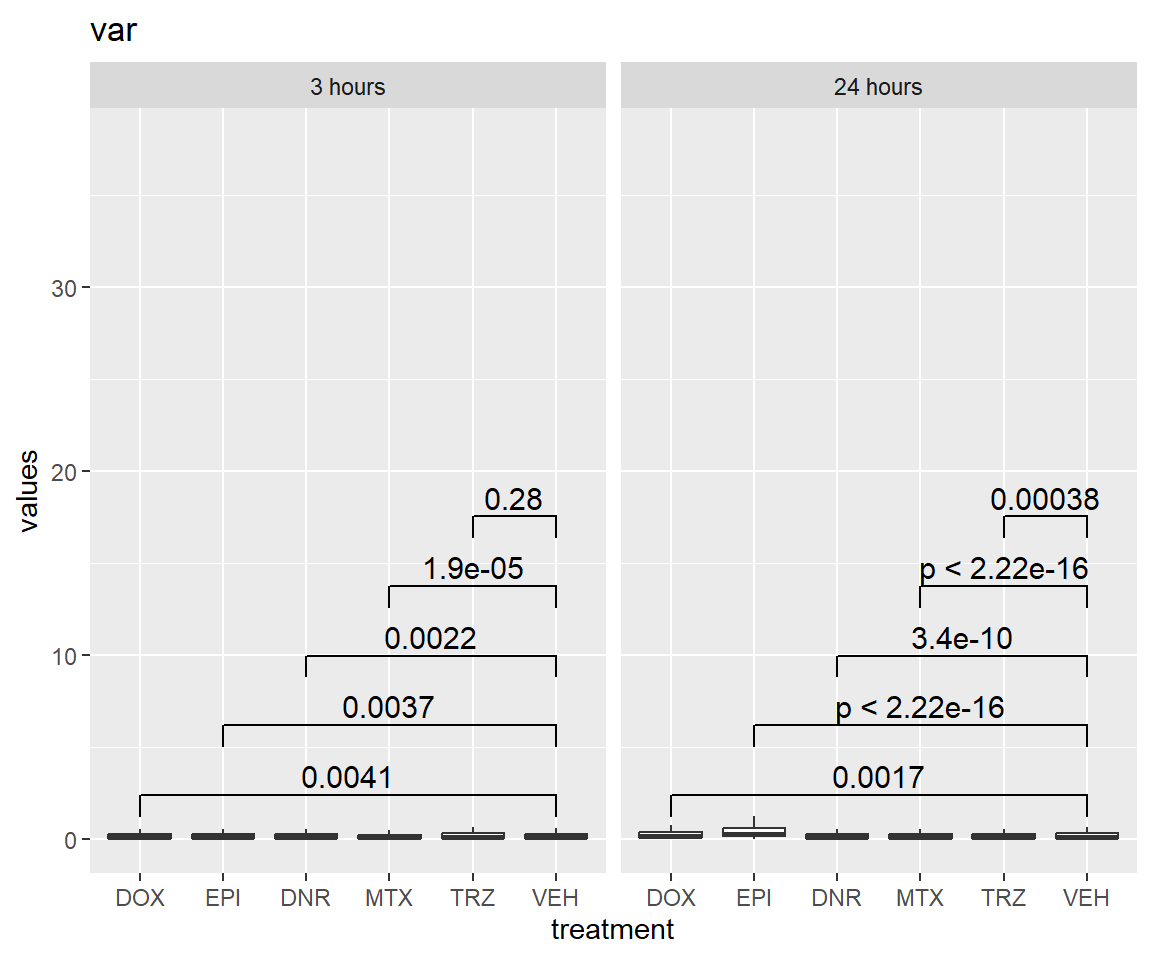 var
3 hours
24 hours
30
20
10
0
values
0.28
1.9e-05
0.0022
0.0037
0.0041
0.00038
p < 2.22e-16
3.4e-10
p < 2.22e-16
0.0017
DOX EPI DNR MTX TRZ VEH
DOX EPI DNR MTX TRZ VEH
treatment